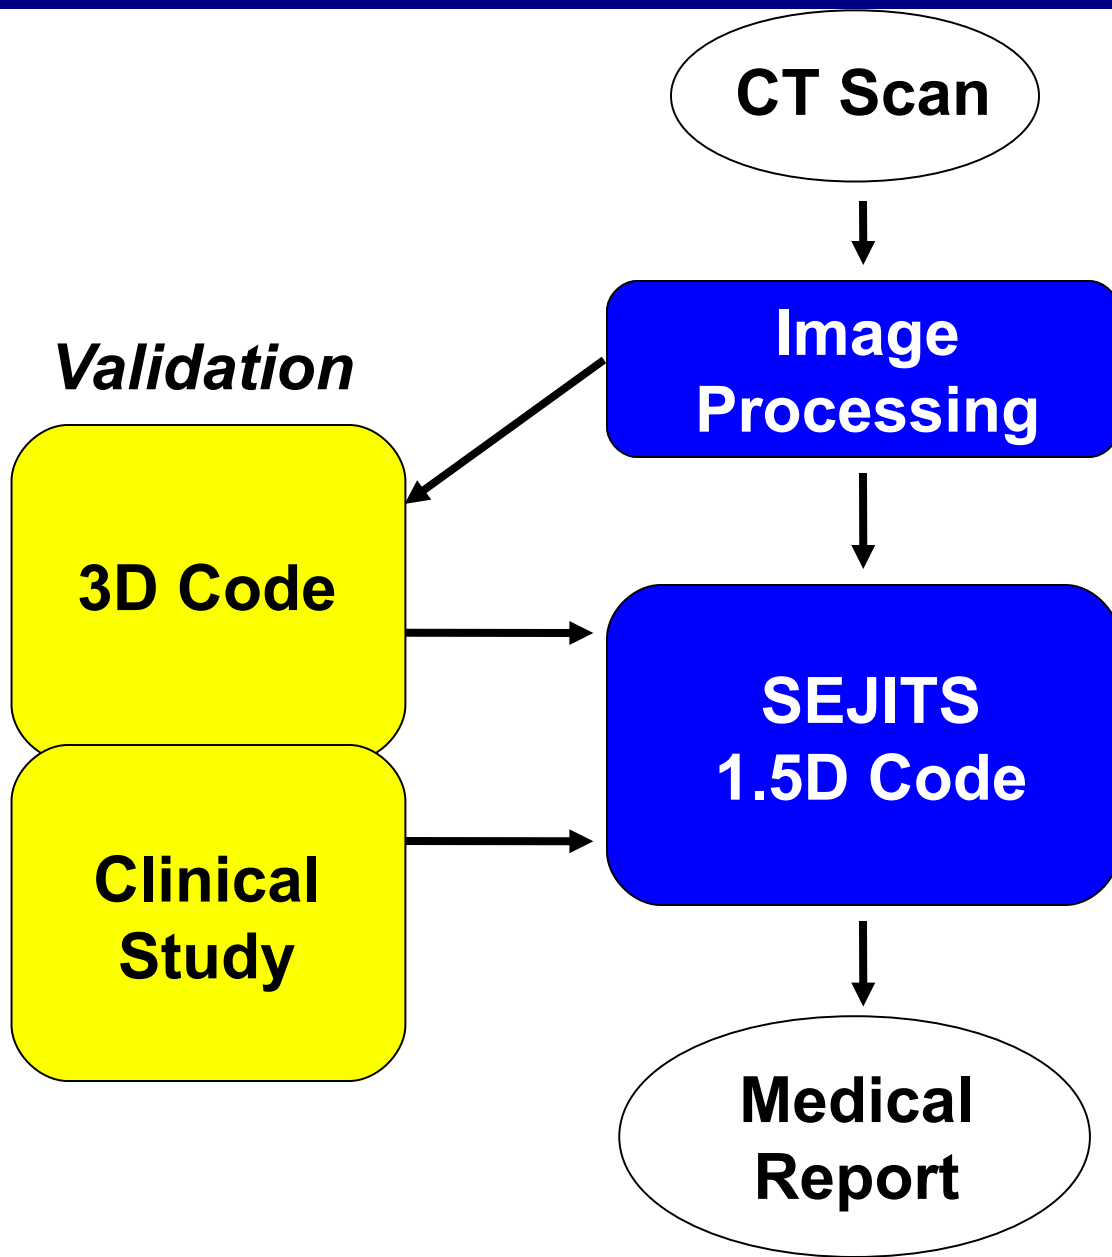 CT Scan
Image
Processing
Validation
3D Code
SEJITS
1.5D Code
Clinical
Study
Medical
Report